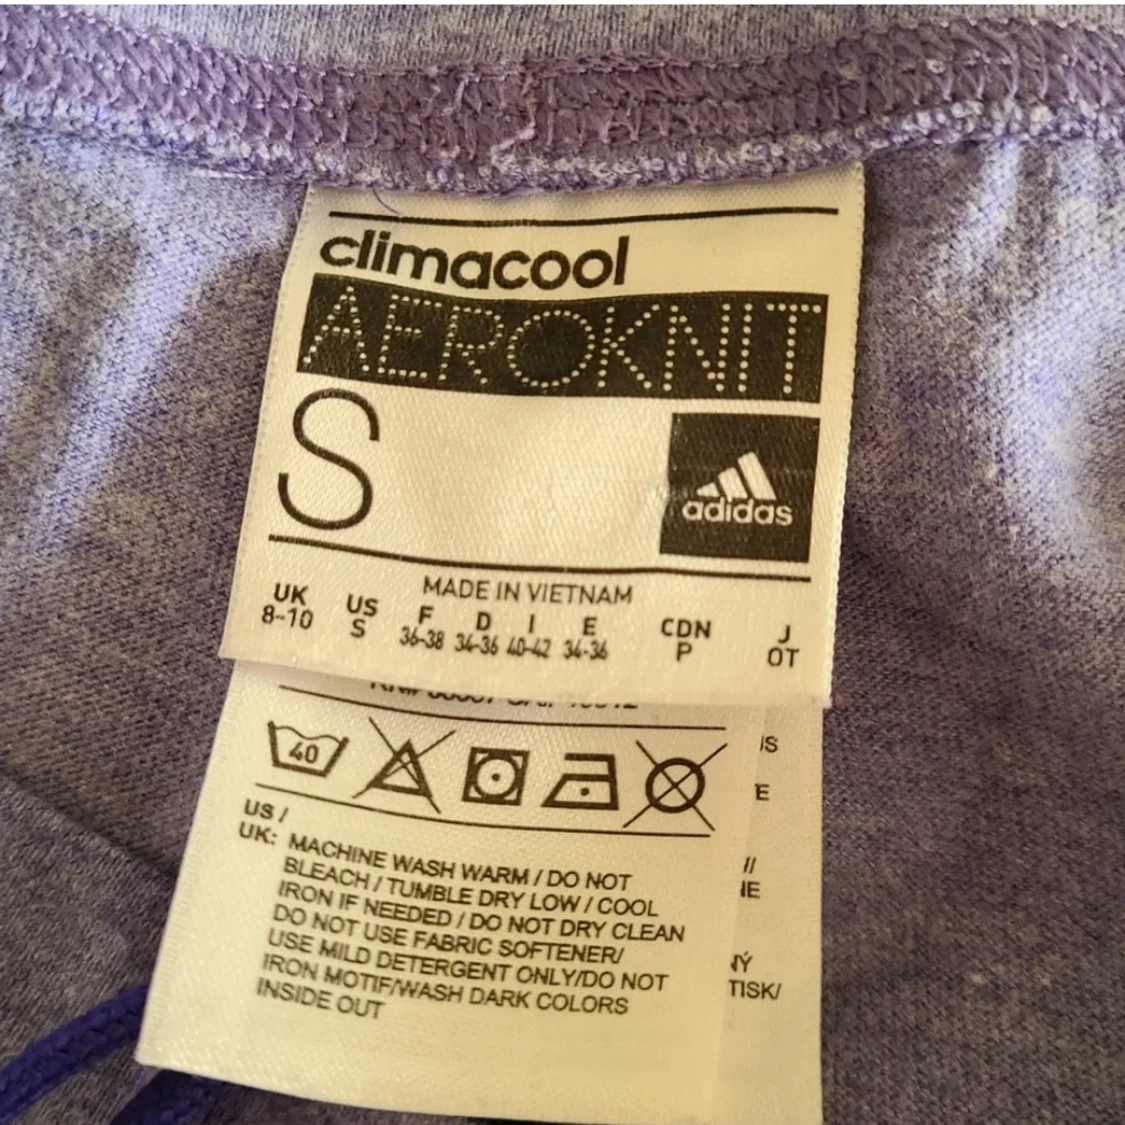 climacool
AEROKNIT
S
adidas
MADE IN VIETNAM
UK US F D I E CDN J
8-10 S 36-38 34-36 40-42 34-36 P OT
40
US /
UK: MACHINE WASH WARM / DO NOT
BLEACH / TUMBLE DRY LOW / COOL
IRON IF NEEDED / DO NOT DRY CLEAN
DO NOT USE FABRIC SOFTENER/
USE MILD DETERGENT ONLY/DO NOT
IRON MOTIF/WASH DARK COLORS
INSIDE OUT
TISK/